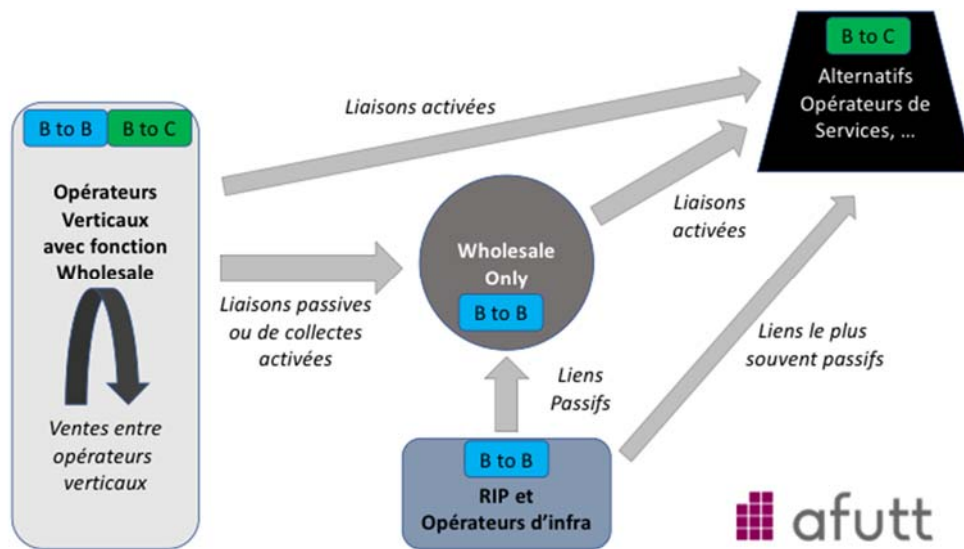 B to B B to C
Opérateurs
Verticaux
avec fonction
Wholesale
Ventes entre
opérateurs
verticaux
Liaisons activées
Liaisons passives
ou de collectes
activées
Wholesale
Only
B to B
Liaisons
activées
B to C
Alternatifs
Opérateurs de
Services, ...
Liens
Passifs
Liens le plus
souvent passifs
B to B
RIP et
Opérateurs d’infra
afutt